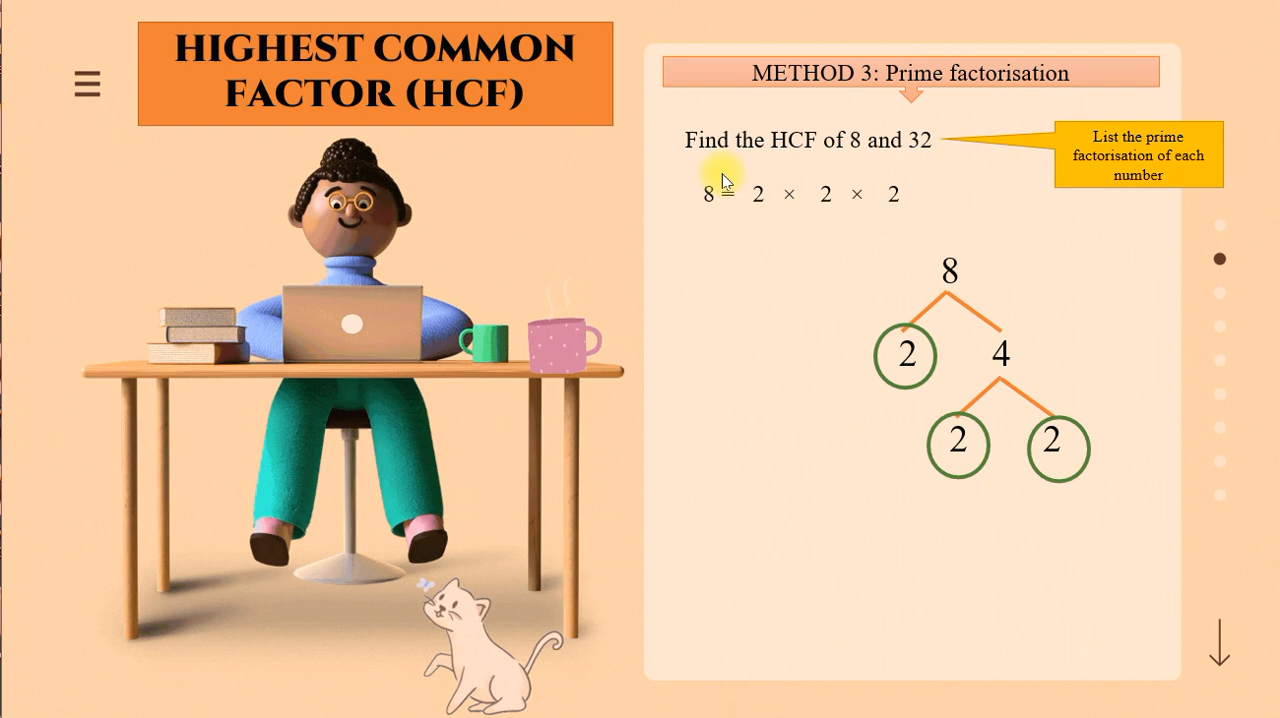 HIGHEST COMMON
FACTOR (HCF)
METHOD 3: Prime factorisation
Find the HCF of 8 and 32
List the prime
factorisation of each
number
8 = 2 × 2 × 2
8
2 4
2 2